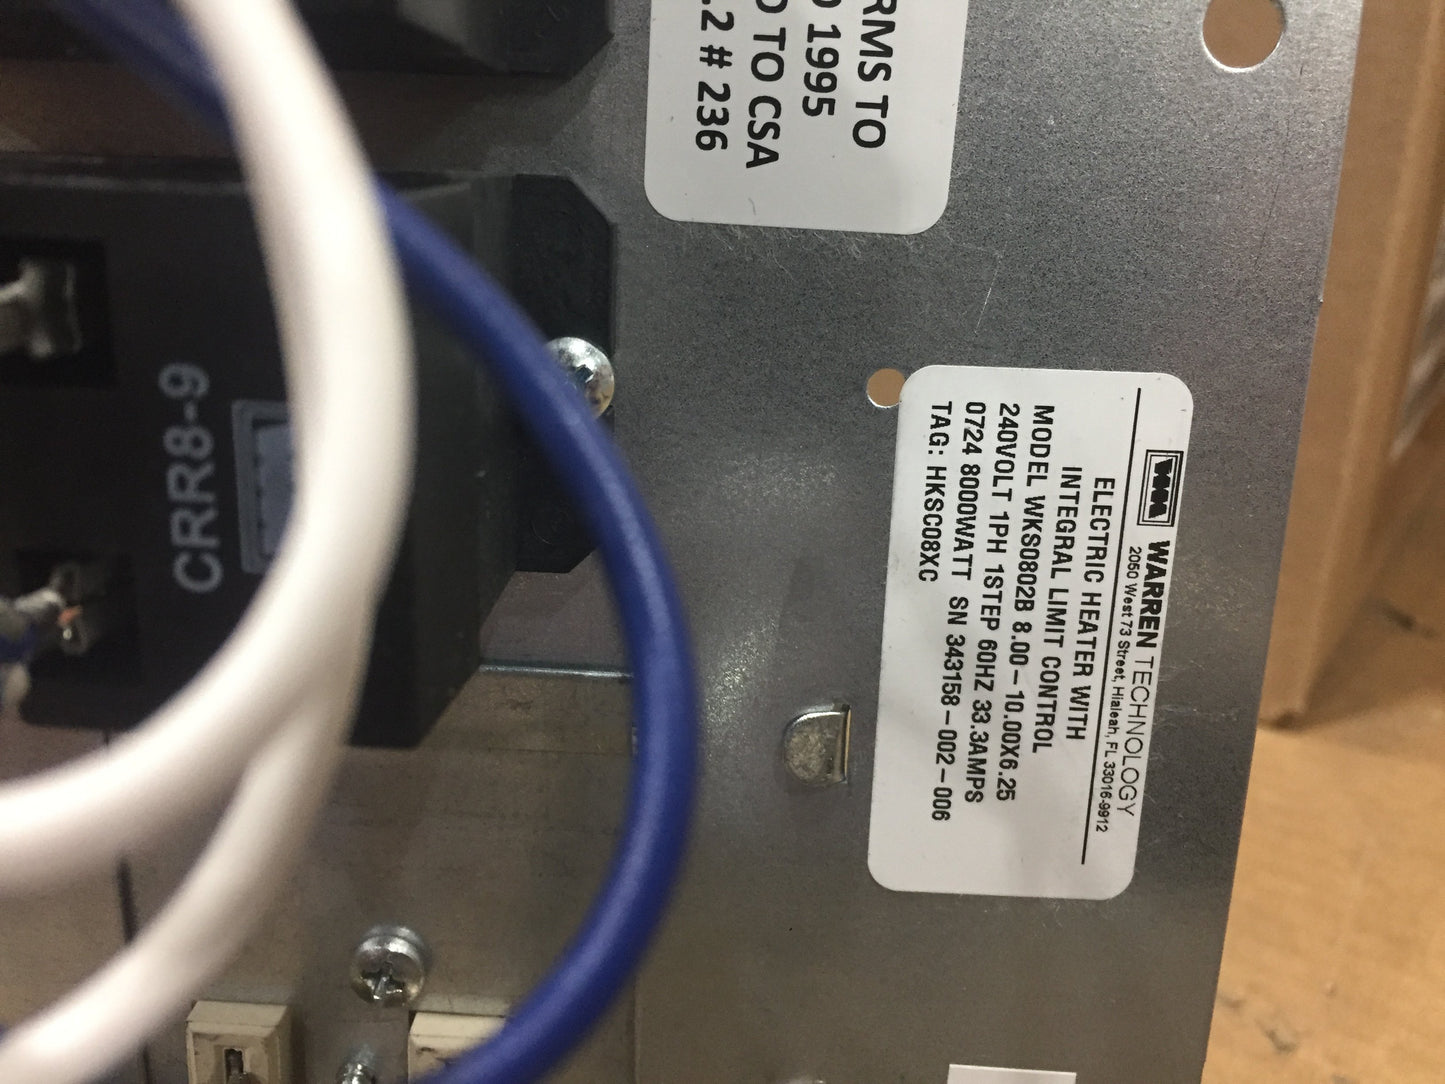 RMS TO
1995
TO CSA
.2 # 236
WARREN TECHNOLOGY
2050 West 73 Street, Hialeah, FL 33016-9912
ELECTRIC HEATER WITH
INTEGRAL LIMIT CONTROL
MODEL WKS0802B 8.00-10.00X6.25
240VOLT 1PH 1STEP 60HZ 33.3AMPS
0724 8000WATT SN 343158-002-006
TAG: HKSC08XC
CRR8-9